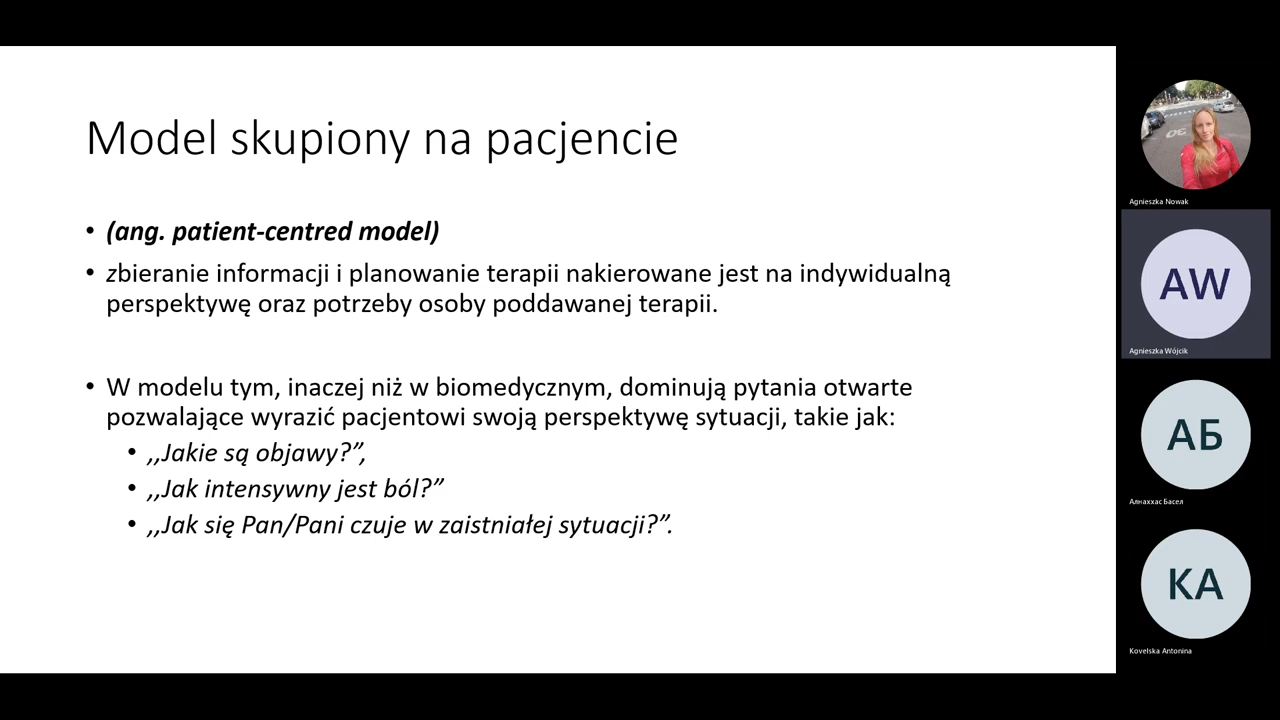 Model skupiony na pacjencie
• (ang. patient-centred model)
• zbieranie informacji i planowanie terapii nakierowane jest na indywidualną
perspektywę oraz potrzeby osoby poddawanej terapii.
• W modelu tym, inaczej niż w biomedycznym, dominują pytania otwarte
pozwalające wyrazić pacjentowi swoją perspektywę sytuacji, takie jak:
• ,,Jakie są objawy?”,
• ,,Jak intensywny jest ból?”
• ,,Jak się Pan/Pani czuje w zaistniałej sytuacji?”.
Agnieszka Nowak
AW
Agnieszka Wójcik
АБ
Алнаххас Басел
KA
Kovelska Antonina